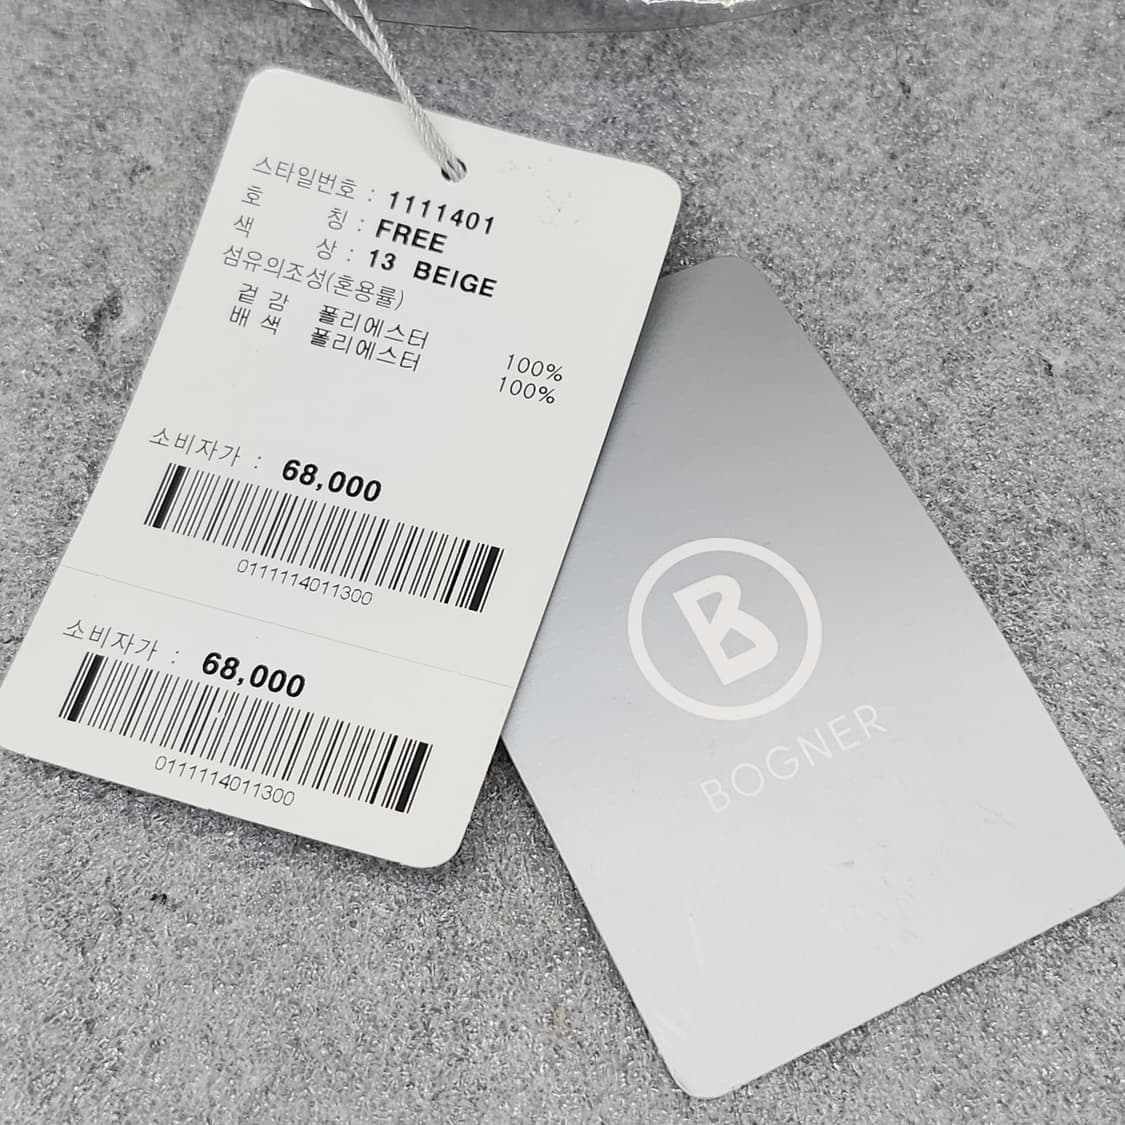 스타일번호 : 1111401
호 칭 : FREE
색 상 : 13 BEIGE
섬유의조성(혼용률)
겉 감 폴리에스터 100%
배 색 폴리에스터 100%
소비자가 : 68,000
0111114011300
소비자가 : 68,000
0111114011300
B
BOGNER